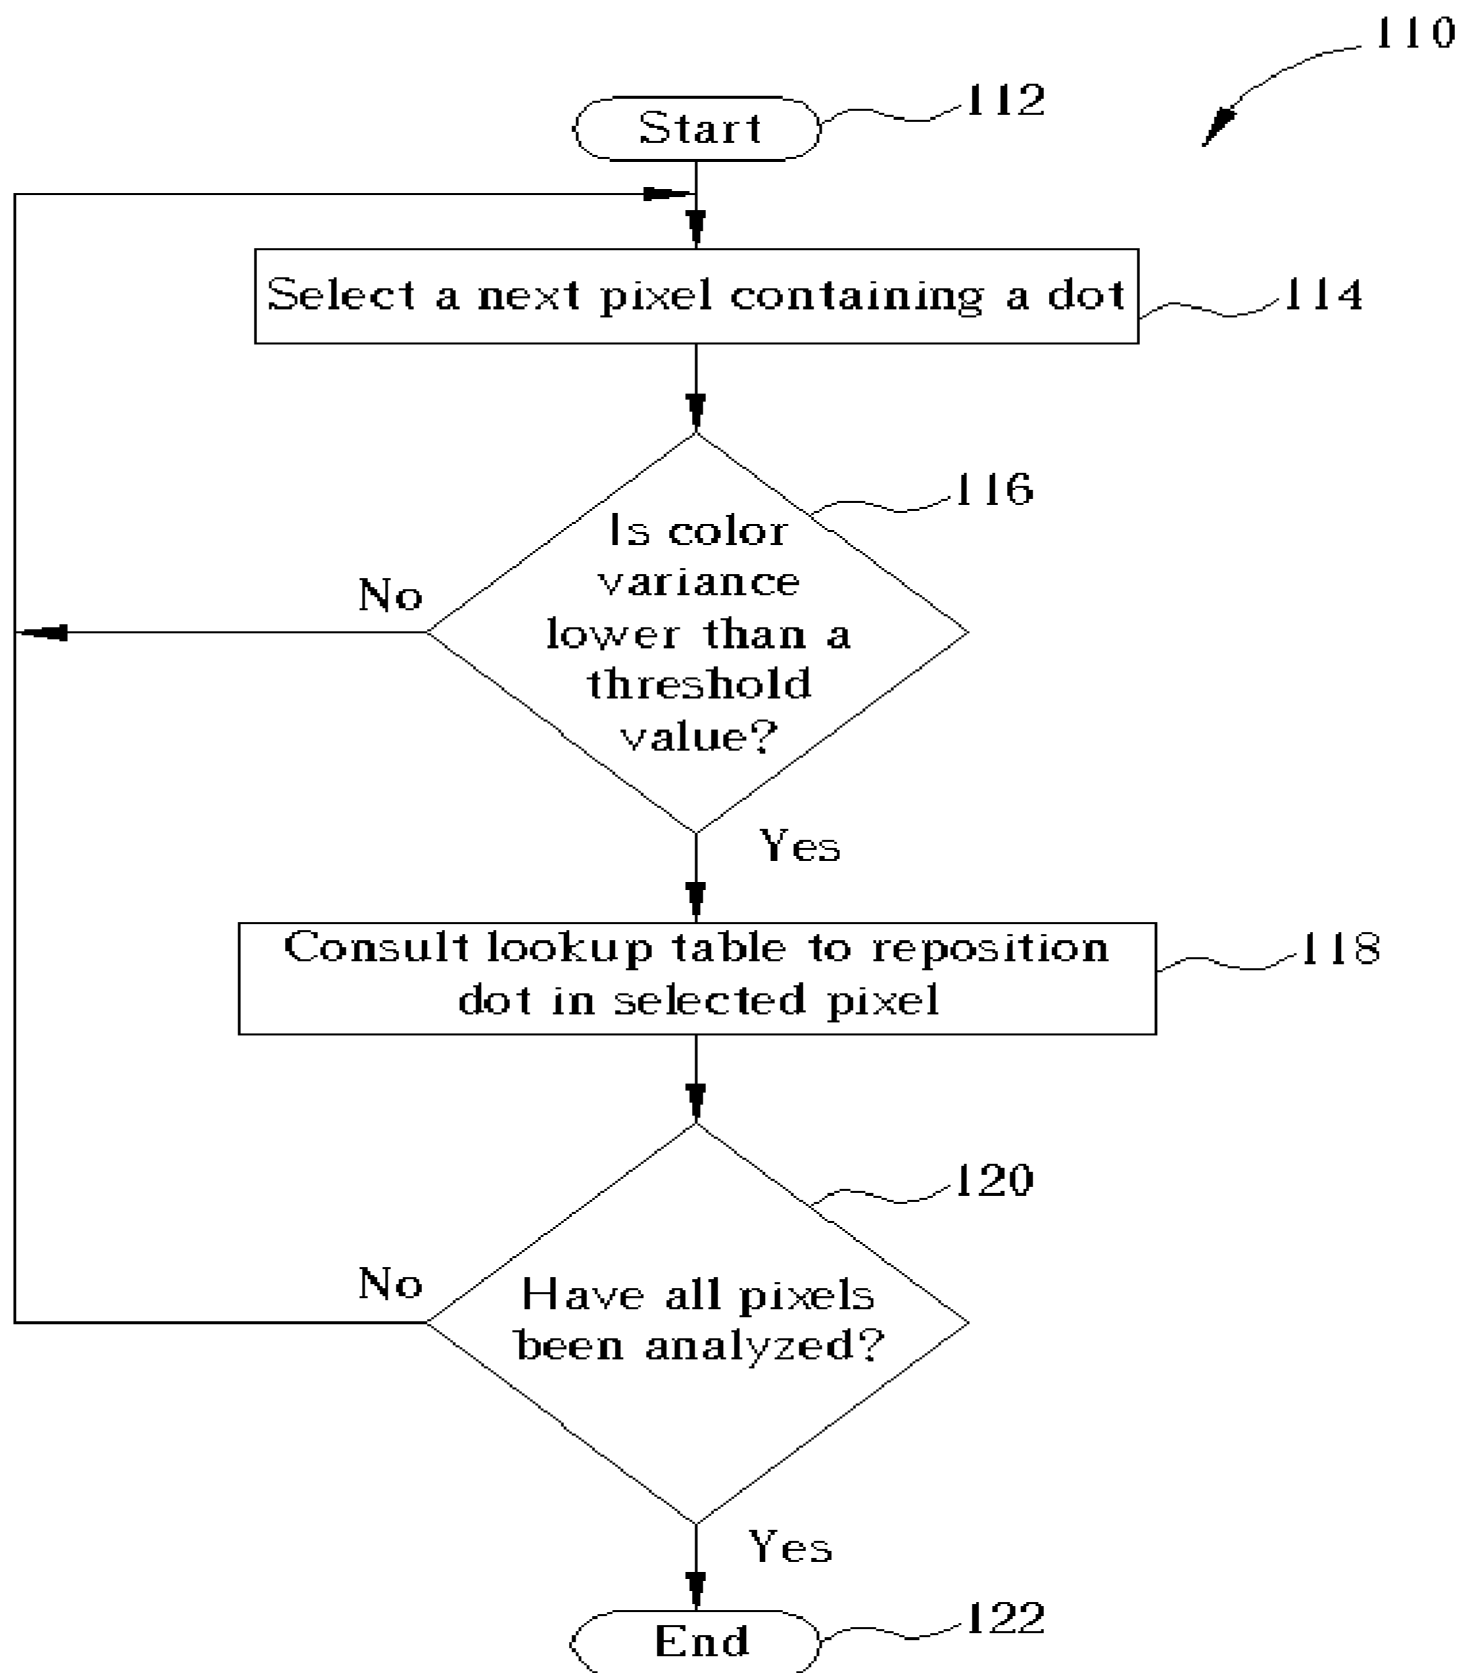 110
Start
112
Select a next pixel containing a dot
114
116
Is color
variance
lower than a
threshold
value?
No
Yes
Consult lookup table to reposition
dot in selected pixel
118
120
Have all pixels
been analyzed?
No
Yes
End
122